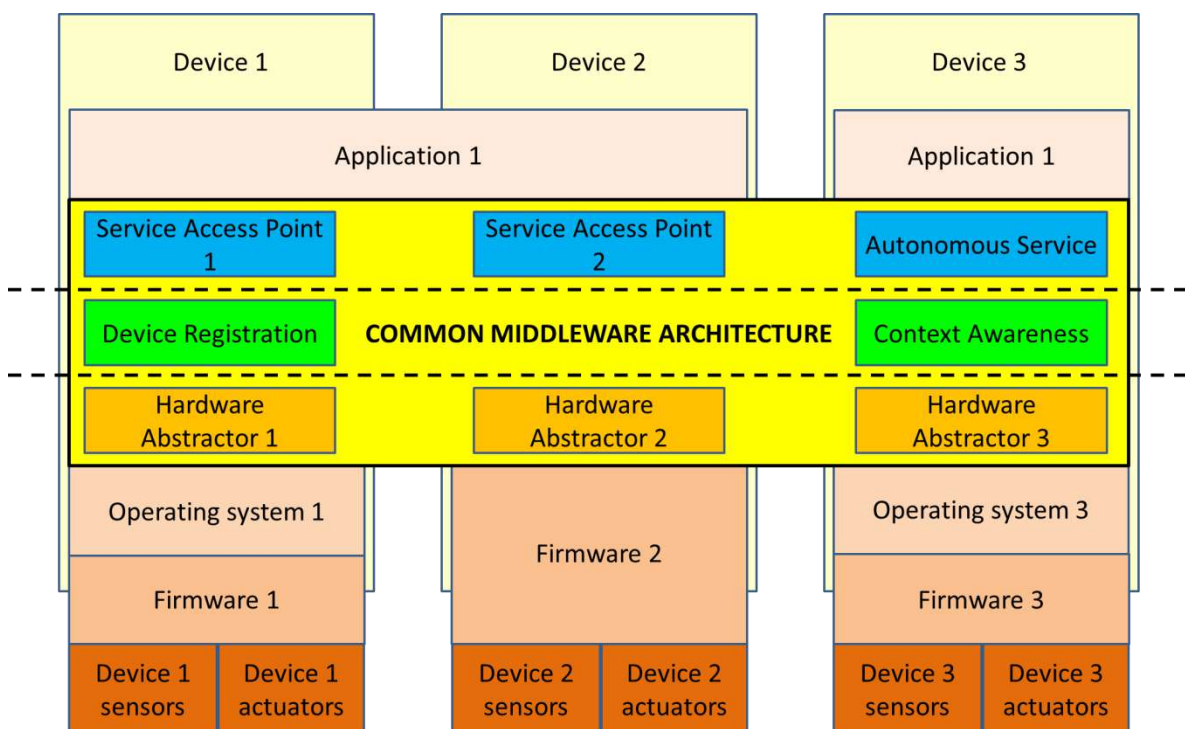 Device 1
Device 2
Device 3
Application 1
Application 1
Service Access Point
1
Service Access Point
2
Autonomous Service
Device Registration
COMMON MIDDLEWARE ARCHITECTURE
Context Awareness
Hardware
Abstractor 1
Hardware
Abstractor 2
Hardware
Abstractor 3
Operating system 1
Firmware 2
Operating system 3
Firmware 1
Firmware 3
Device 1
sensors
Device 1
actuators
Device 2
sensors
Device 2
actuators
Device 3
sensors
Device 3
actuators